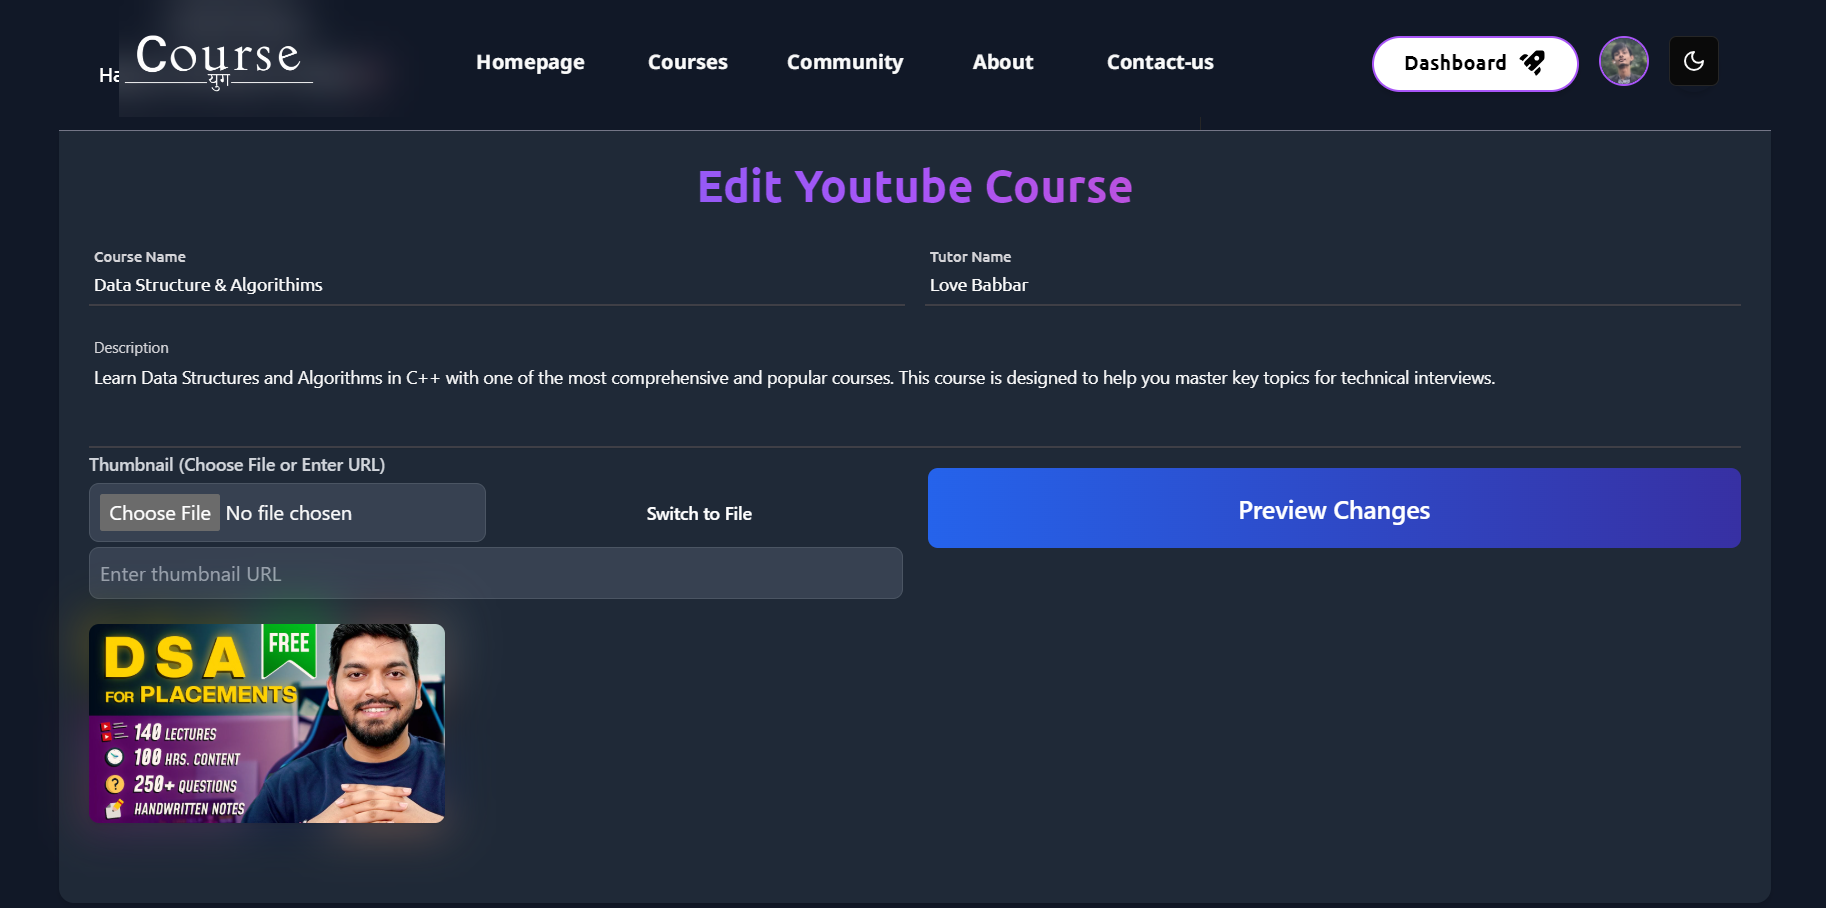 Course
युग
Homepage
Courses
Community
About
Contact-us
Dashboard
Edit Youtube Course
Course Name
Data Structure & Algorithims
Tutor Name
Love Babbar
Description
Learn Data Structures and Algorithms in C++ with one of the most comprehensive and popular courses. This course is designed to help you master key topics for technical interviews.
Thumbnail (Choose File or Enter URL)
Choose File No file chosen
Switch to File
Preview Changes
Enter thumbnail URL
DSA
FREE
FOR PLACEMENTS
140 LECTURES
100 HRS. CONTENT
250+ QUESTIONS
HANDWRITTEN NOTES